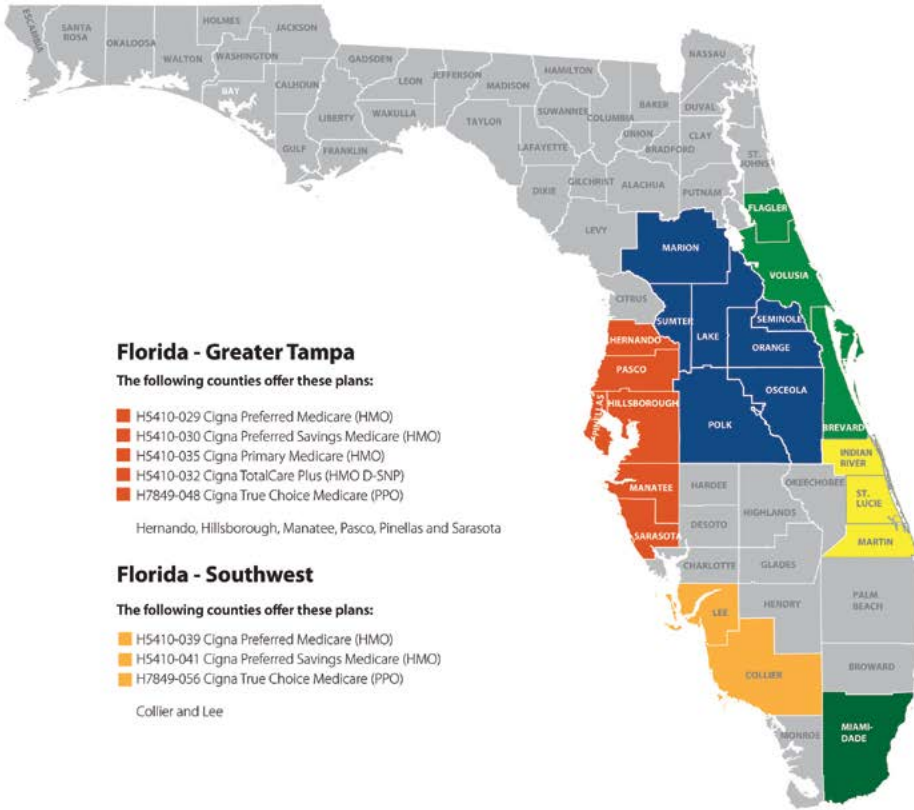 ESCAMBIA
SANTA
ROSA
OKALOOSA
WALTON
HOLMES
WASHINGTON
JACKSON
BAY
CALHOUN
GULF
GADSDEN
LIBERTY
FRANKLIN
LEON
WAKULLA
JEFFERSON
MADISON
TAYLOR
HAMILTON
SUWANNEE
LAFAYETTE
DIXIE
COLUMBIA
GILCHRIST
BAKER
UNION
BRADFORD
ALACHUA
LEVY
NASSAU
DUVAL
CLAY
ST.
JOHNS
PUTNAM
FLAGLER
MARION
VOLUSIA
CITRUS
SUMTER
LAKE
SEMINOLE
ORANGE
HERNANDO
PASCO
OSCEOLA
HILLSBOROUGH
PINELLAS
POLK
BREVARD
INDIAN
RIVER
MANATEE
HARDEE
OKEECHOBEE
ST.
LUCIE
HIGHLANDS
DESOTO
SARASOTA
MARTIN
CHARLOTTE
GLADES
LEE
HENDRY
PALM
BEACH
COLLIER
BROWARD
MONROE
MIAMI-
DADE
Florida - Greater Tampa
The following counties offer these plans:
H5410-029 Cigna Preferred Medicare (HMO)
H5410-030 Cigna Preferred Savings Medicare (HMO)
H5410-035 Cigna Primary Medicare (HMO)
H5410-032 Cigna TotalCare Plus (HMO D-SNP)
H7849-048 Cigna True Choice Medicare (PPO)
Hernando, Hillsborough, Manatee, Pasco, Pinellas and Sarasota
Florida - Southwest
The following counties offer these plans:
H5410-039 Cigna Preferred Medicare (HMO)
H5410-041 Cigna Preferred Savings Medicare (HMO)
H7849-056 Cigna True Choice Medicare (PPO)
Collier and Lee